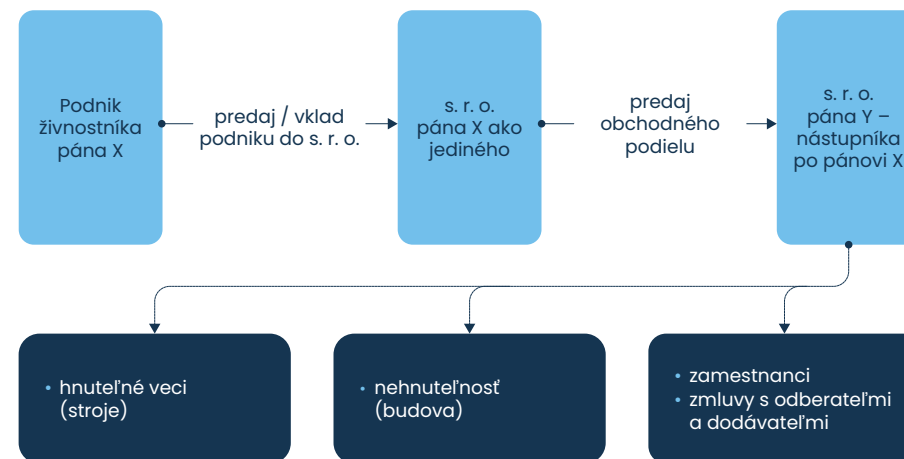 Podnik
živnostníka
pána X
predaj / vklad
podniku do s. r. o.
s. r. o.
pána X ako
jediného
predaj
obchodného
podielu
s. r. o.
pána Y –
nástupníka
po pánovi X
• hnuteľné veci
(stroje)
• nehnuteľnosť
(budova)
• zamestnanci
• zmluvy s odberateľmi
a dodávateľmi